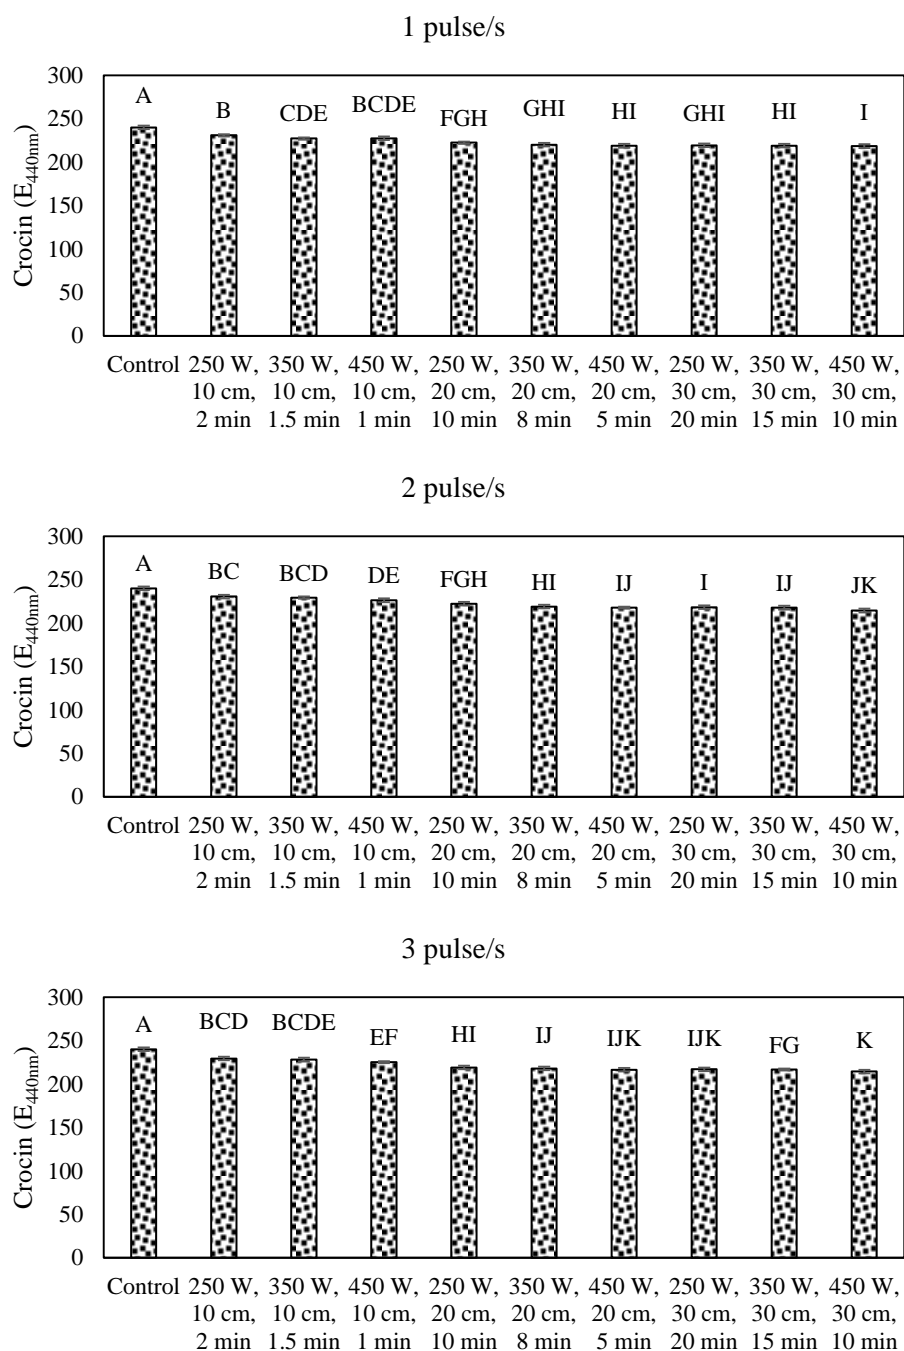 1 pulse/s
300
250
200
150
100
50
0
Crocin (E440nm)
A B CDE BCDE FGH GHI HI GHI HI I
Control 250 W, 350 W, 450 W, 250 W, 350 W, 450 W, 250 W, 350 W, 450 W,
10 cm, 10 cm, 10 cm, 20 cm, 20 cm, 20 cm, 30 cm, 30 cm, 30 cm,
2 min 1.5 min 1 min 10 min 8 min 5 min 20 min 15 min 10 min
2 pulse/s
300
250
200
150
100
50
0
Crocin (E440nm)
A BC BCD DE FGH HI IJ I IJ JK
Control 250 W, 350 W, 450 W, 250 W, 350 W, 450 W, 250 W, 350 W, 450 W,
10 cm, 10 cm, 10 cm, 20 cm, 20 cm, 20 cm, 30 cm, 30 cm, 30 cm,
2 min 1.5 min 1 min 10 min 8 min 5 min 20 min 15 min 10 min
3 pulse/s
300
250
200
150
100
50
0
Crocin (E440nm)
A BCD BCDE EF HI IJ IJK IJK FG K
Control 250 W, 350 W, 450 W, 250 W, 350 W, 450 W, 250 W, 350 W, 450 W,
10 cm, 10 cm, 10 cm, 20 cm, 20 cm, 20 cm, 30 cm, 30 cm, 30 cm,
2 min 1.5 min 1 min 10 min 8 min 5 min 20 min 15 min 10 min